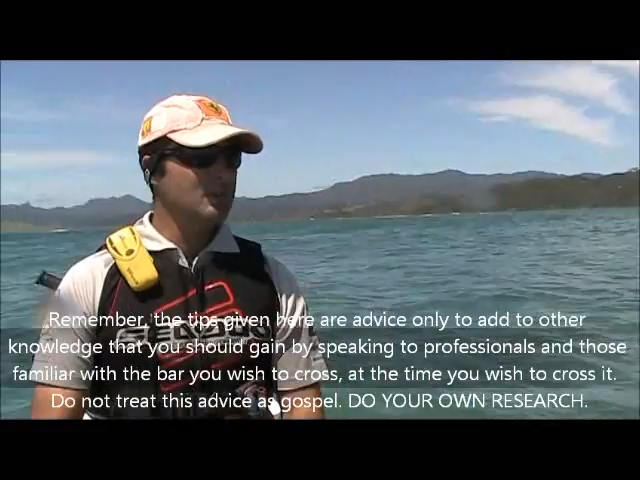 Remember, the tips given here are advice only to add to other
knowledge that you should gain by speaking to professionals and those
familiar with the bar you wish to cross, at the time you wish to cross it.
Do not treat this advice as gospel. DO YOUR OWN RESEARCH.